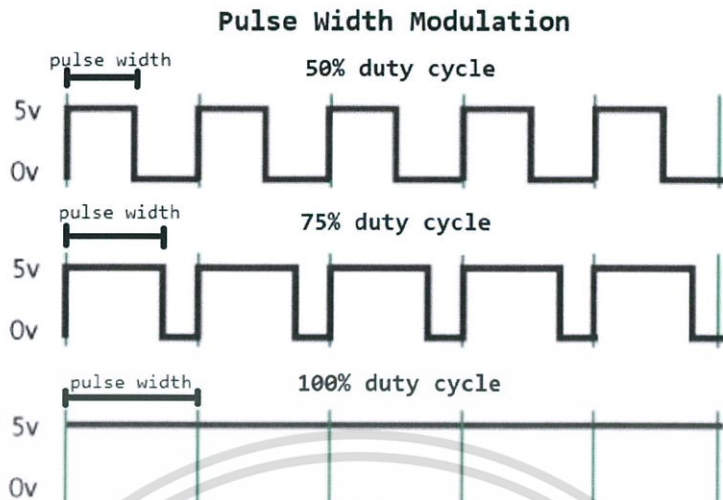 Pulse Width Modulation
pulse width
50% duty cycle
5v
0v
pulse width
75% duty cycle
5v
0v
pulse width
100% duty cycle
5v
0v